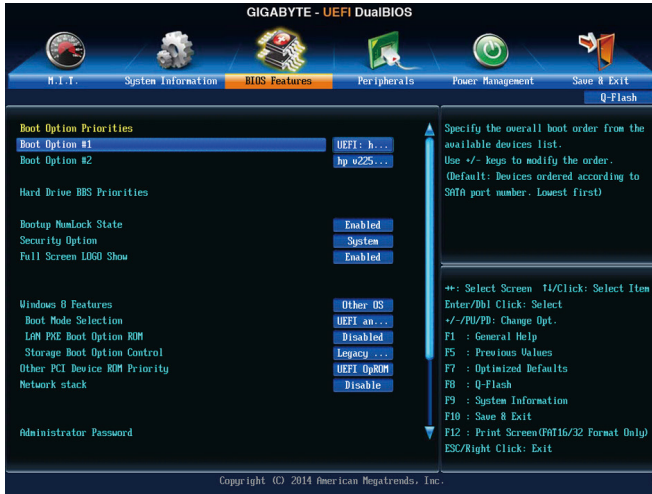 GIGABYTE - UEFI DualBIOS
M.I.T.
System Information
BIOS Features
Peripherals
Power Management
Save & Exit
Q-Flash
Boot Option Priorities
Boot Option #1 UEFI: h...
Boot Option #2 hp v225...
Hard Drive BBS Priorities
Bootup NumLock State Enabled
Security Option System
Full Screen LOGO Show Enabled
Windows 8 Features Other OS
Boot Mode Selection UEFI an...
LAN PXE Boot Option ROM Disabled
Storage Boot Option Control Legacy ...
Other PCI Device ROM Priority UEFI OpROM
Network stack Disable
Administrator Password
Specify the overall boot order from the
available devices list.
Use +/- keys to modify the order.
(Default: Devices ordered according to
SATA port number. Lowest first)
↔: Select Screen ↑↓/Click: Select Item
Enter/Dbl Click: Select
+/-/PU/PD: Change Opt.
F1 : General Help
F5 : Previous Values
F7 : Optimized Defaults
F8 : Q-Flash
F9 : System Information
F10 : Save & Exit
F12 : Print Screen(FAT16/32 Format Only)
ESC/Right Click: Exit
Copyright (C) 2014 American Megatrends, Inc.